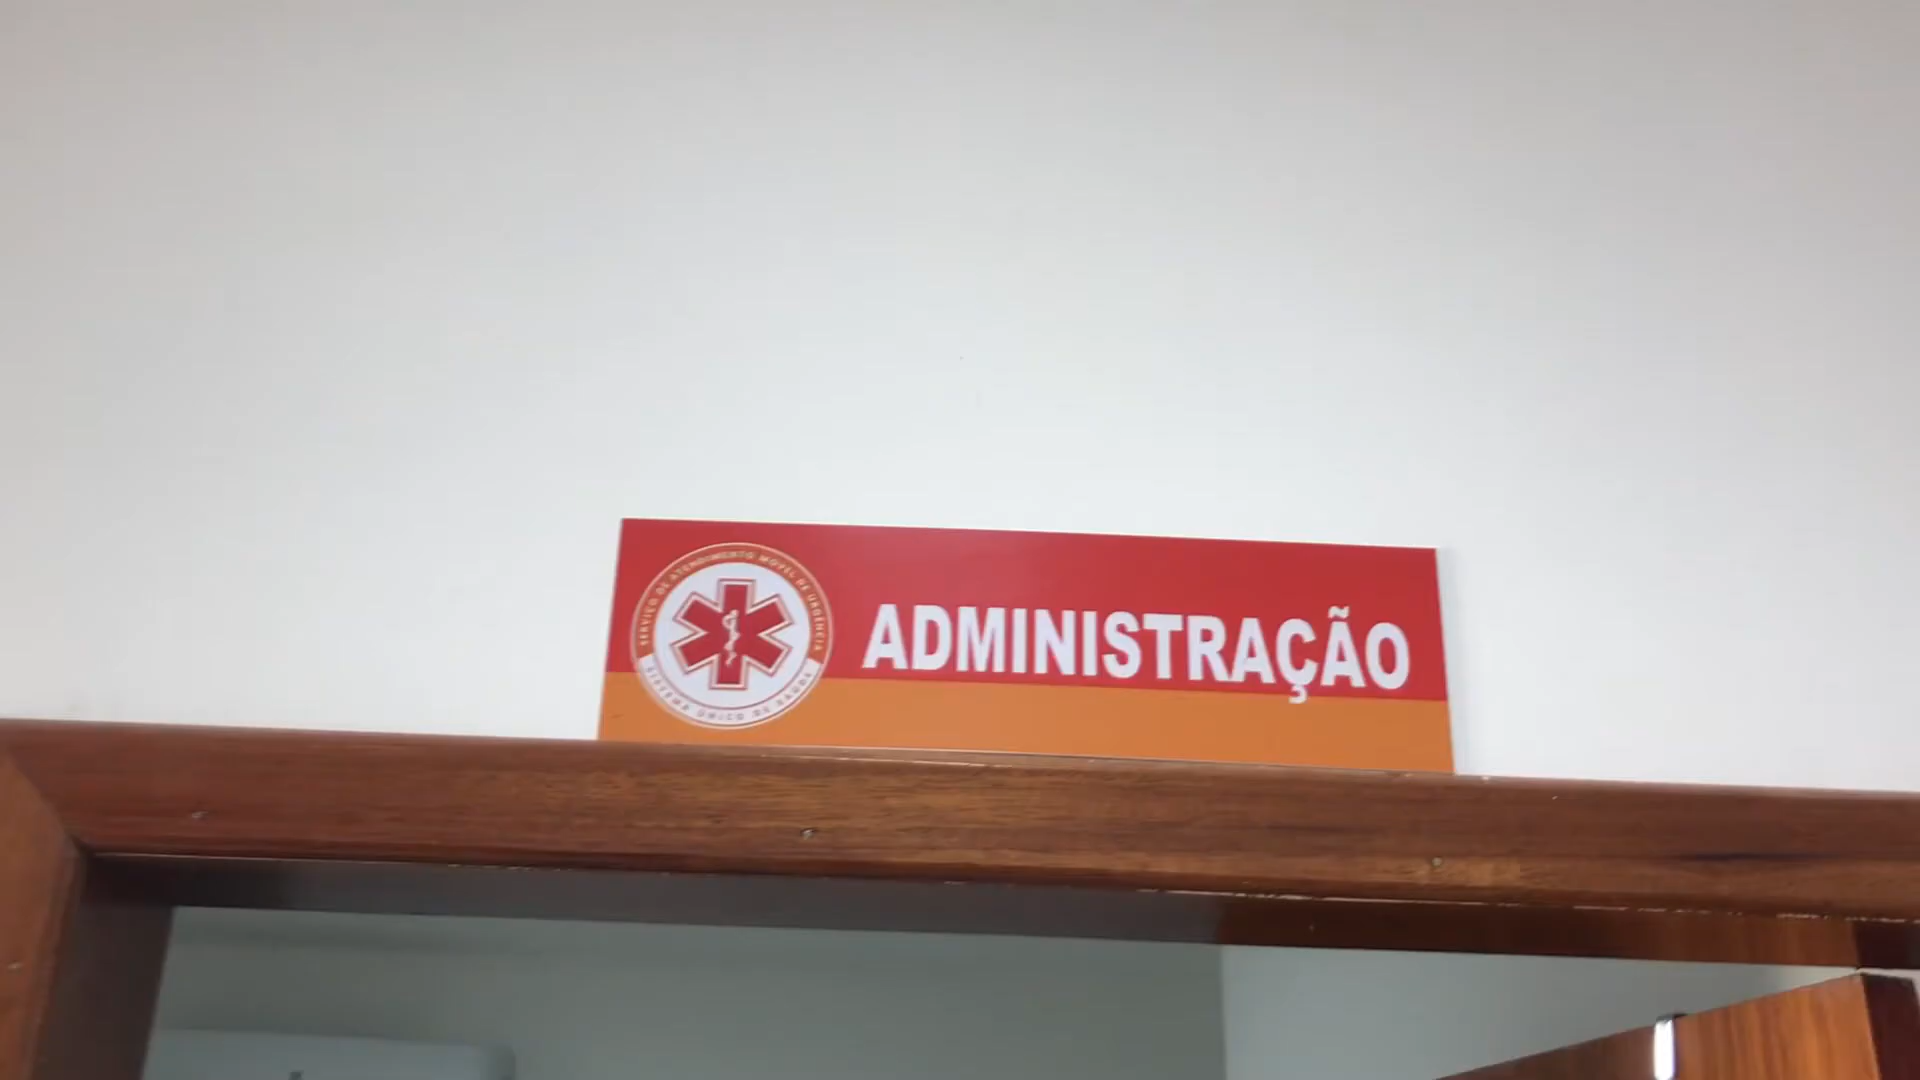 SERVIÇO DE ATENDIMENTO MÓVEL DE URGÊNCIA
SISTEMA ÚNICO DE SAÚDE
ADMINISTRAÇÃO